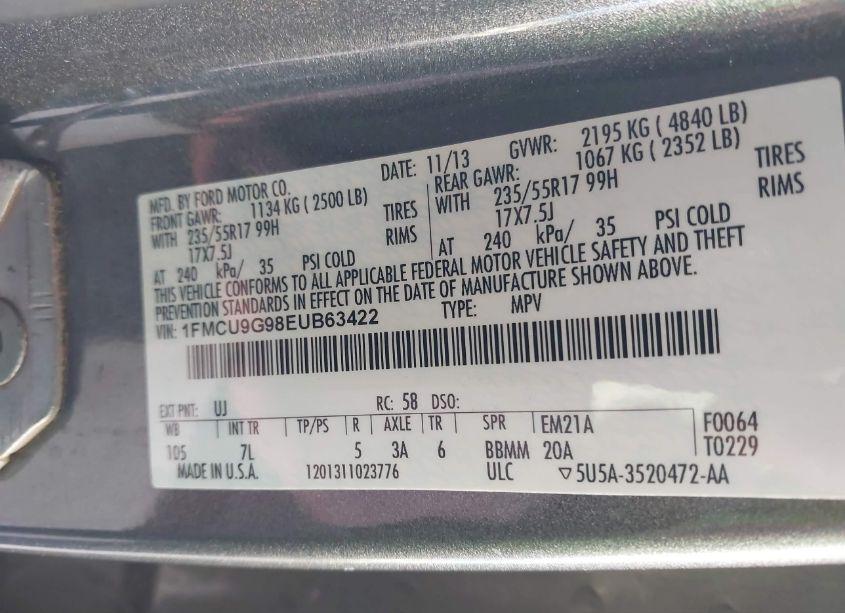 MFD. BY FORD MOTOR CO.
DATE: 11/13 GVWR: 2195 KG ( 4840 LB)
FRONT GAWR: 1134 KG ( 2500 LB)
WITH 235/55R17 99H TIRES
17X7.5J RIMS
AT 240 kPa/ 35 PSI COLD
REAR GAWR: 1067 KG ( 2352 LB)
WITH 235/55R17 99H TIRES
17X7.5J RIMS
AT 240 kPa/ 35 PSI COLD
THIS VEHICLE CONFORMS TO ALL APPLICABLE FEDERAL MOTOR VEHICLE SAFETY AND THEFT
PREVENTION STANDARDS IN EFFECT ON THE DATE OF MANUFACTURE SHOWN ABOVE.
VIN: 1FMCU9G98EUB63422 TYPE: MPV
EXT PNT: UJ RC: 58 DSO:
WB INT TR TP/PS R AXLE TR SPR EM21A F0064
105 7L 5 3A 6 BBMM 20A T0229
MADE IN U.S.A. 1201311023776 ULC ▽5U5A-3520472-AA